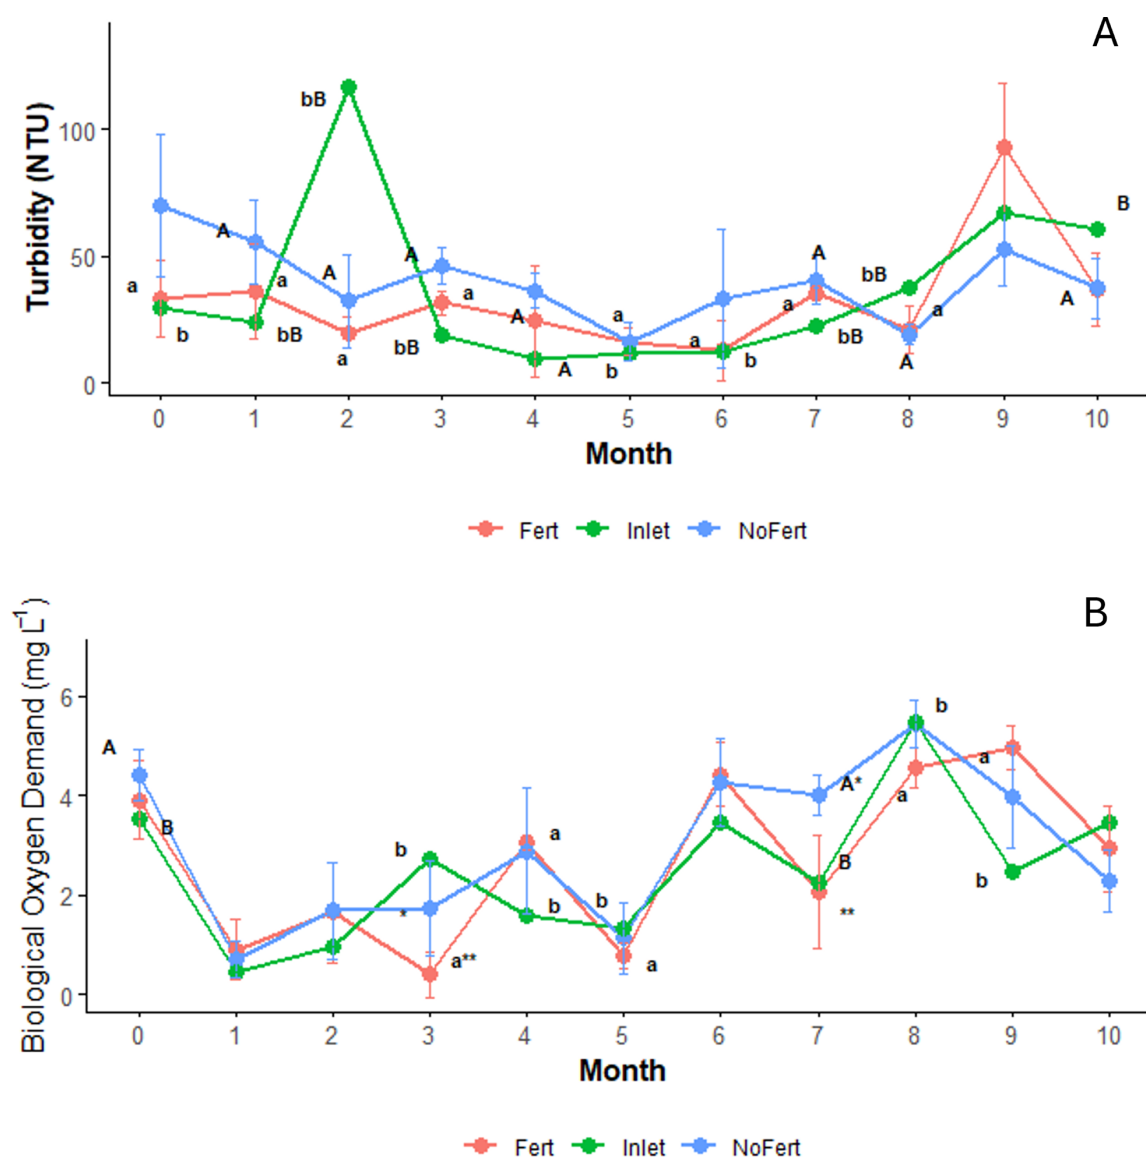 A
Turbidity (NTU)
100
50
0
a
b
A
a
bB
bB
A
a
A
a
bB
A
A
a
b
a
b
A
a
bB
bB
a
A
B
A
0 1 2 3 4 5 6 7 8 9 10
Month
Fert Inlet NoFert
B
Biological Oxygen Demand (mg L⁻¹)
6
4
2
0
A
B
b
*
a**
a
b
b
a
A*
B
**
b
a
a
b
0 1 2 3 4 5 6 7 8 9 10
Month
Fert Inlet NoFert